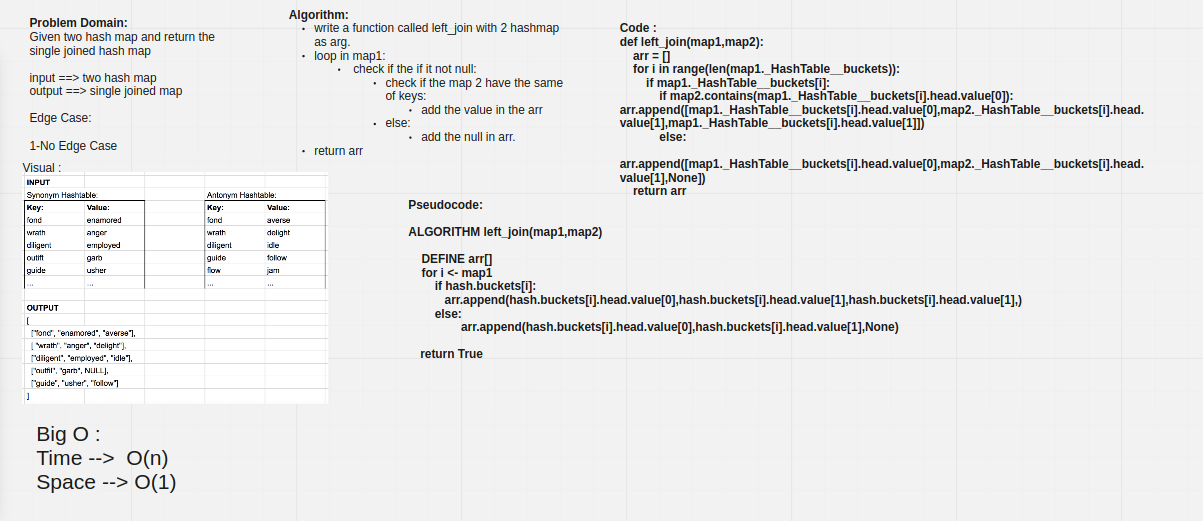 Problem Domain:
Given two hash map and return the
single joined hash map
input ==> two hash map
output ==> single joined map
Edge Case:
1-No Edge Case
Visual :
INPUT
Synonym Hashtable: Antonym Hashtable:
Key: Value: Key: Value:
fond enamored fond averse
wrath anger wrath delight
diligent employed diligent idle
outift garb guide follow
guide usher flow jam
... ... ... ...
OUTPUT
[
["fond", "enamored", "averse"],
[ "wrath", "anger", "delight"],
["diligent", "employed", "idle"],
["outfit", "garb", NULL],
["guide", "usher", "follow"]
]
Big O :
Time --> O(n)
Space --> O(1)
Algorithm:
• write a function called left_join with 2 hashmap
as arg.
• loop in map1:
• check if the if it not null:
• check if the map 2 have the same
of keys:
• add the value in the arr
• else:
• add the null in arr.
• return arr
Code :
def left_join(map1,map2):
arr = []
for i in range(len(map1._HashTable__buckets)):
if map1._HashTable__buckets[i]:
if map2.contains(map1._HashTable__buckets[i].head.value[0]):
arr.append([map1._HashTable__buckets[i].head.value[0],map2._HashTable__buckets[i].head.
value[1],map1._HashTable__buckets[i].head.value[1]])
else:
arr.append([map1._HashTable__buckets[i].head.value[0],map2._HashTable__buckets[i].head.
value[1],None])
return arr
Pseudocode:
ALGORITHM left_join(map1,map2)
DEFINE arr[]
for i <- map1
if hash.buckets[i]:
arr.append(hash.buckets[i].head.value[0],hash.buckets[i].head.value[1],hash.buckets[i].head.value[1],)
else:
arr.append(hash.buckets[i].head.value[0],hash.buckets[i].head.value[1],None)
return True